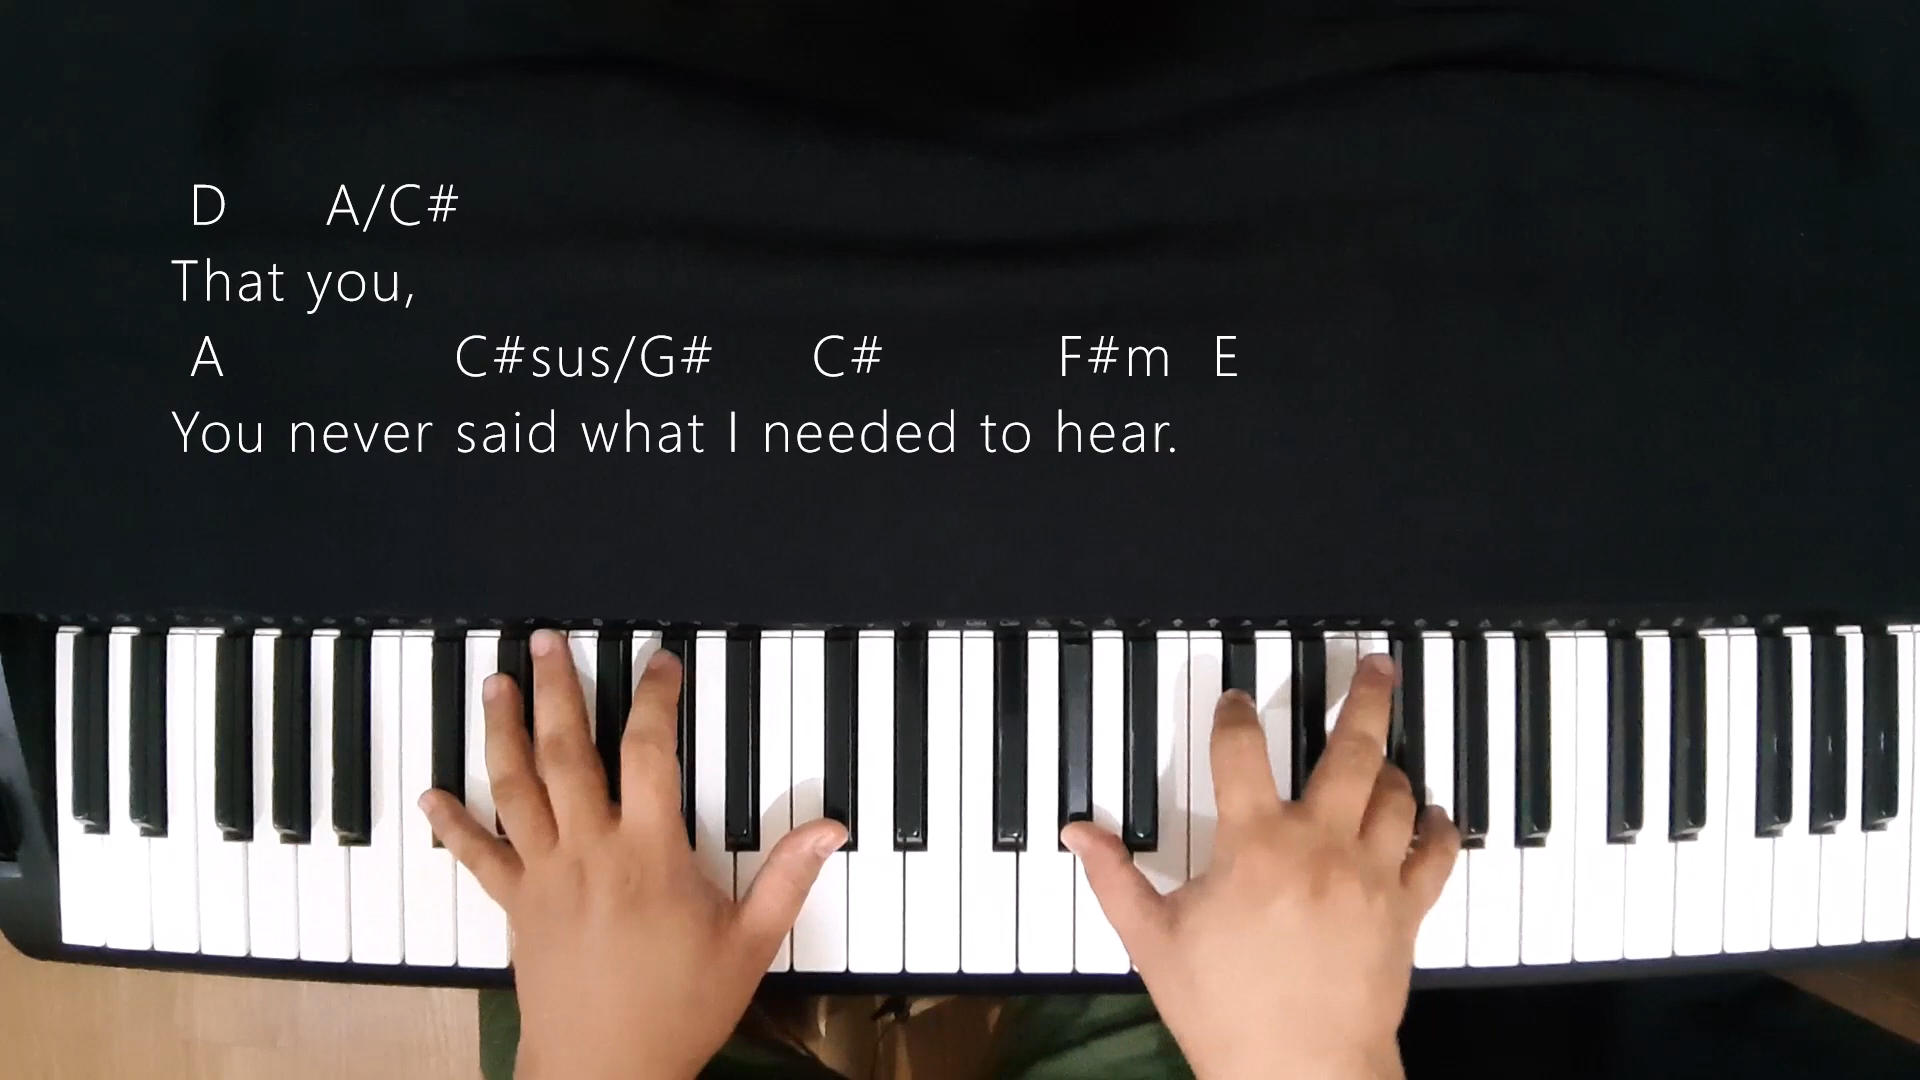 D A/C#
That you,
A C#sus/G# C# F#m E
You never said what I needed to hear.